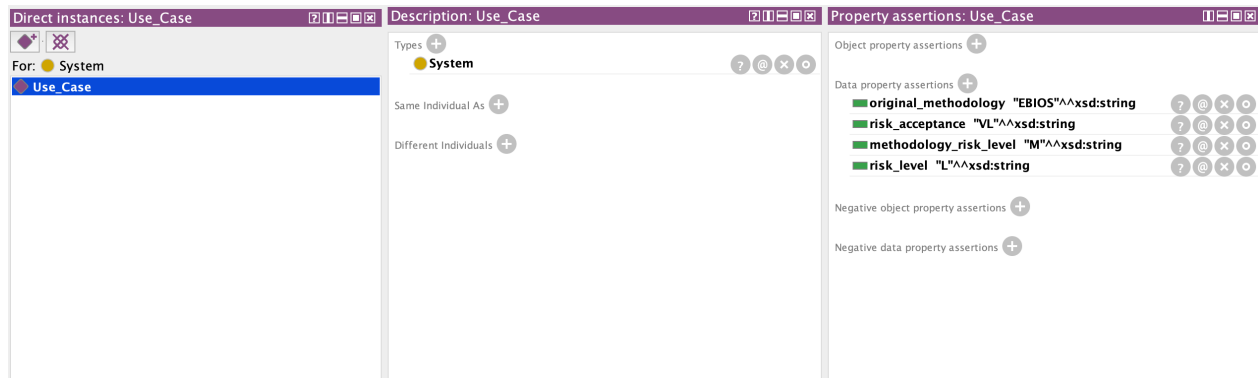 Direct instances: Use_Case
For: System
Use_Case
Description: Use_Case
Types
System
Same Individual As
Different Individuals
Property assertions: Use_Case
Object property assertions
Data property assertions
original_methodology "EBIOS"^^xsd:string
risk_acceptance "VL"^^xsd:string
methodology_risk_level "M"^^xsd:string
risk_level "L"^^xsd:string
Negative object property assertions
Negative data property assertions